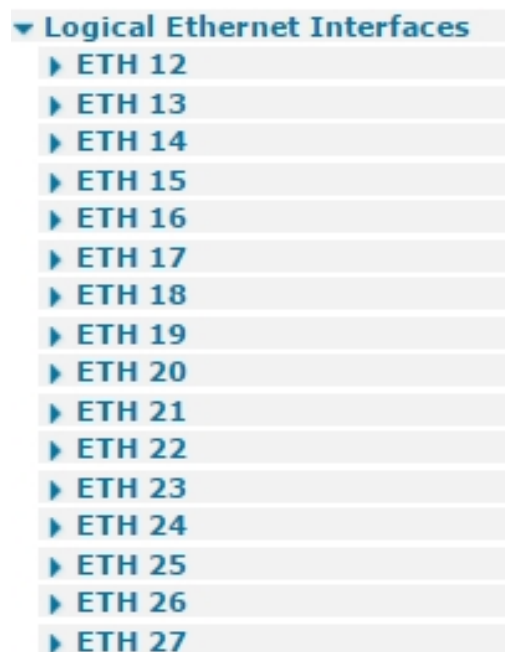 Logical Ethernet Interfaces
ETH 12
ETH 13
ETH 14
ETH 15
ETH 16
ETH 17
ETH 18
ETH 19
ETH 20
ETH 21
ETH 22
ETH 23
ETH 24
ETH 25
ETH 26
ETH 27